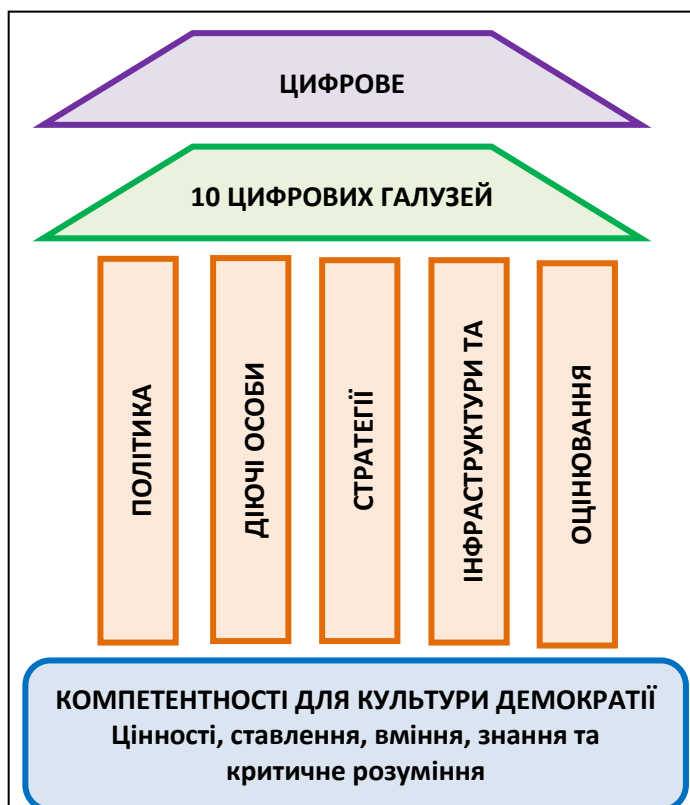 ЦИФРОВЕ
10 ЦИФРОВИХ ГАЛУЗЕЙ
ПОЛІТИКА
ДІЮЧІ ОСОБИ
СТРАТЕГІЇ
ІНФРАСТРУКТУРИ ТА
ОЦІНЮВАННЯ
КОМПЕТЕНТНОСТІ ДЛЯ КУЛЬТУРИ ДЕМОКРАТІЇ
Цінності, ставлення, вміння, знання та
критичне розуміння